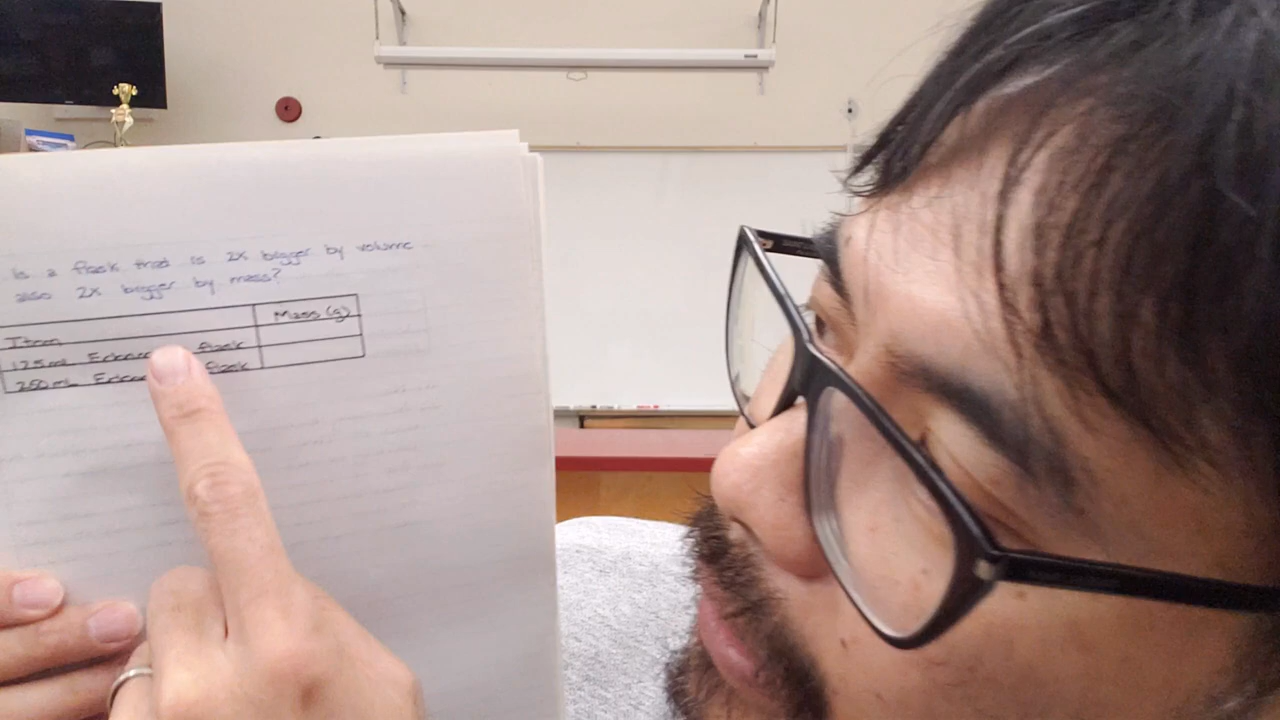 Is a flask that is 2X bigger by volume
also 2X bigger by mass?
Mass (g)
Item
125mL flask
250mL flask